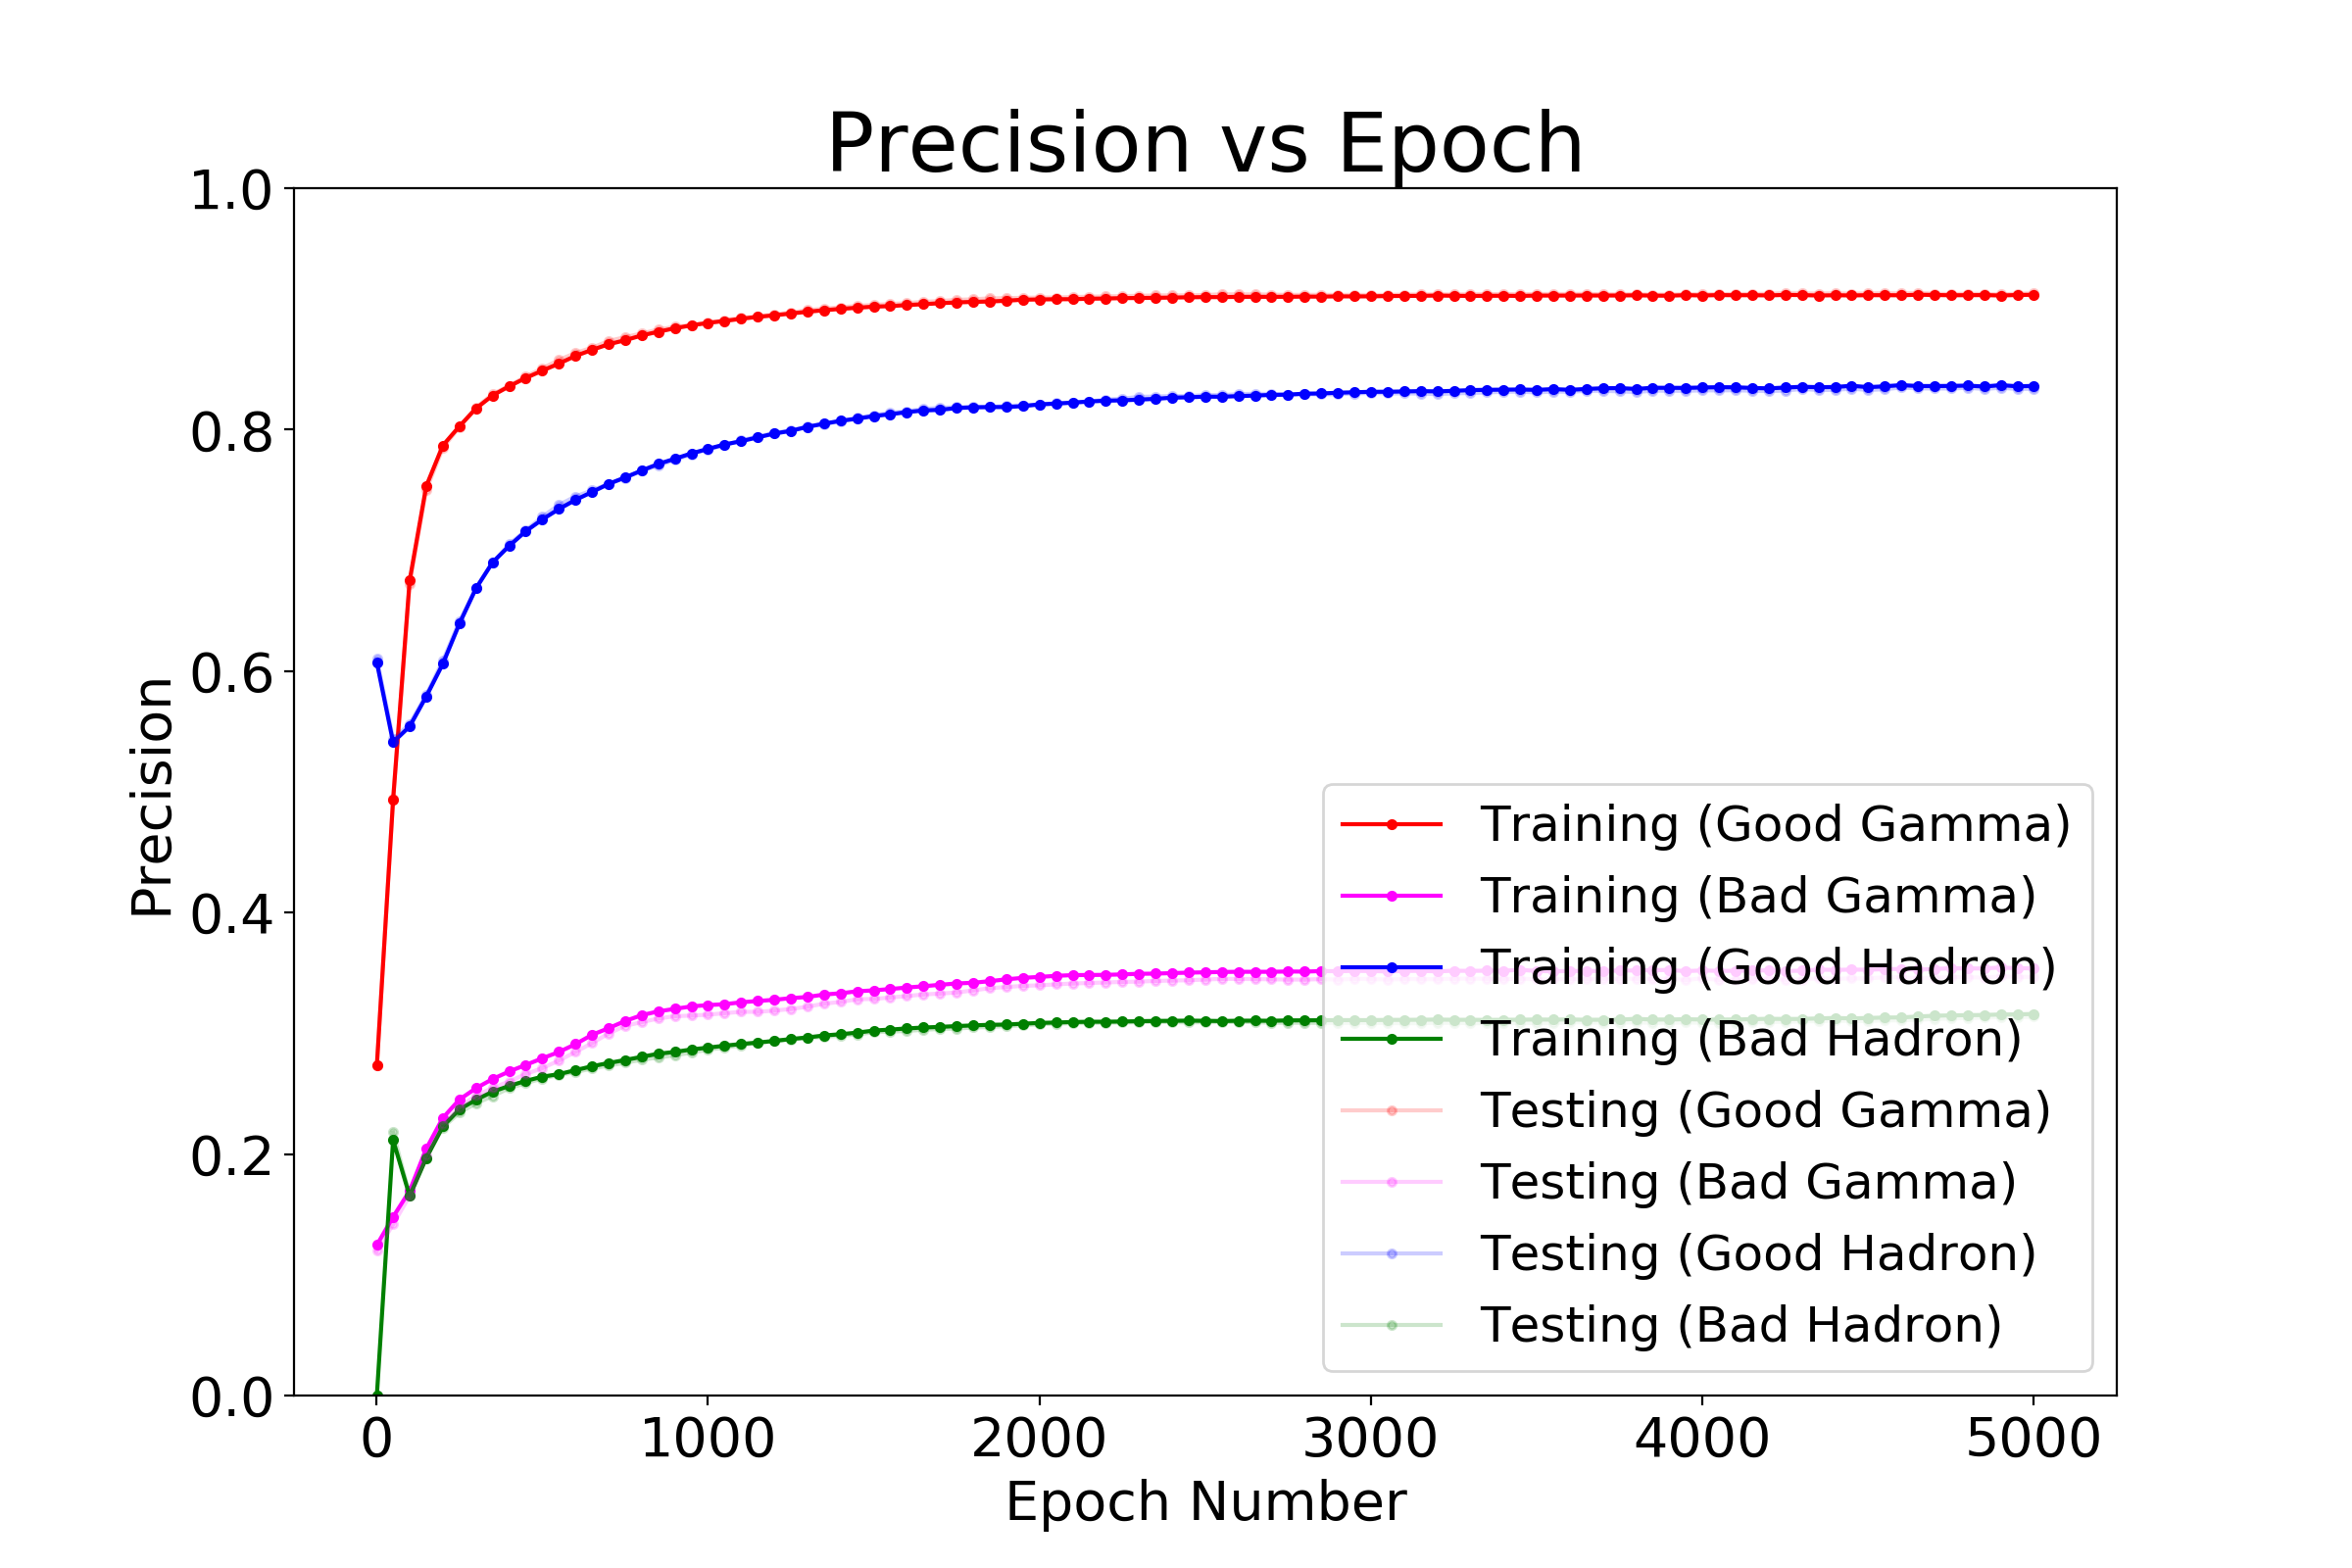 Precision vs Epoch
1.0
0.8
0.6
0.4
0.2
0.0
Precision
Training (Good Gamma)
Training (Bad Gamma)
Training (Good Hadron)
Training (Bad Hadron)
Testing (Good Gamma)
Testing (Bad Gamma)
Testing (Good Hadron)
Testing (Bad Hadron)
0 1000 2000 3000 4000 5000
Epoch Number